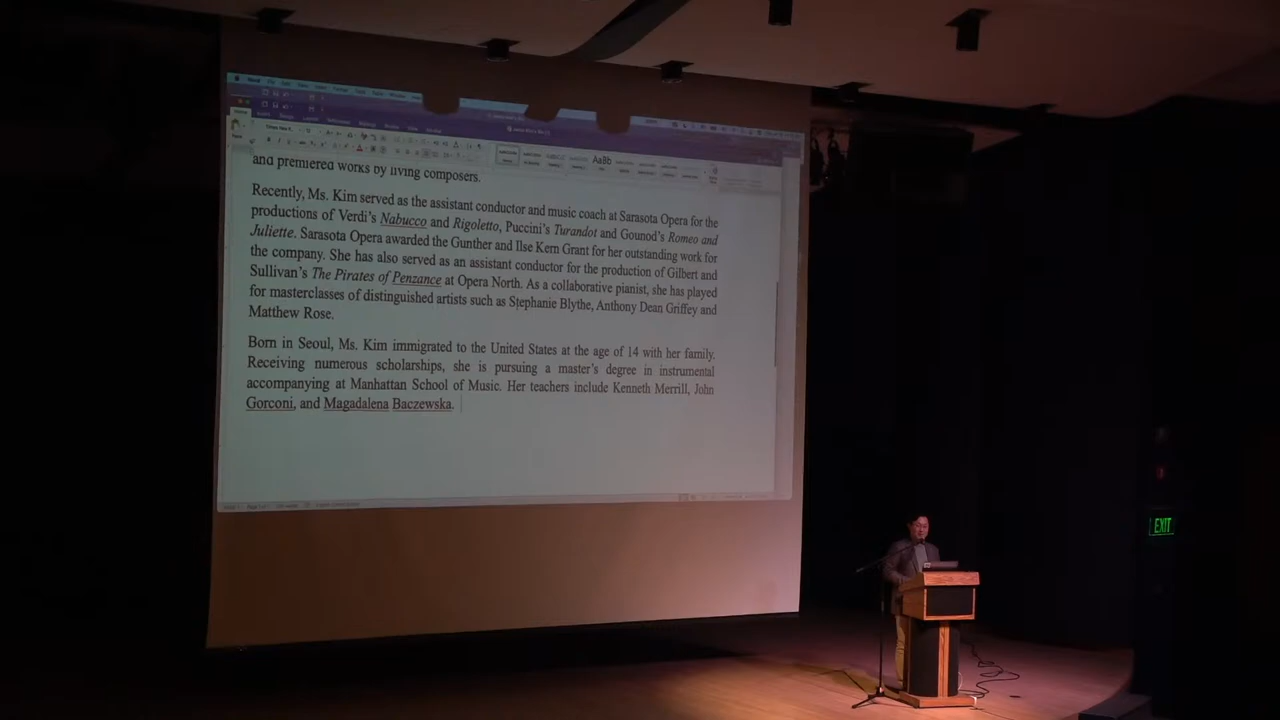 and premiered works by living composers.
Recently, Ms. Kim served as the assistant conductor and music coach at Sarasota Opera for the
productions of Verdi's Nabucco and Rigoletto, Puccini's Turandot and Gounod's Romeo and
Juliette. Sarasota Opera awarded the Gunther and Ilse Kern Grant for her outstanding work for
the company. She has also served as an assistant conductor for the production of Gilbert and
Sullivan's The Pirates of Penzance at Opera North. As a collaborative pianist, she has played
for masterclasses of distinguished artists such as Stephanie Blythe, Anthony Dean Griffey and
Matthew Rose.
Born in Seoul, Ms. Kim immigrated to the United States at the age of 14 with her family.
Receiving numerous scholarships, she is pursuing a master's degree in instrumental
accompanying at Manhattan School of Music. Her teachers include Kenneth Merrill, John
Gorconi, and Magadalena Baczewska.
AaBb
EXIT